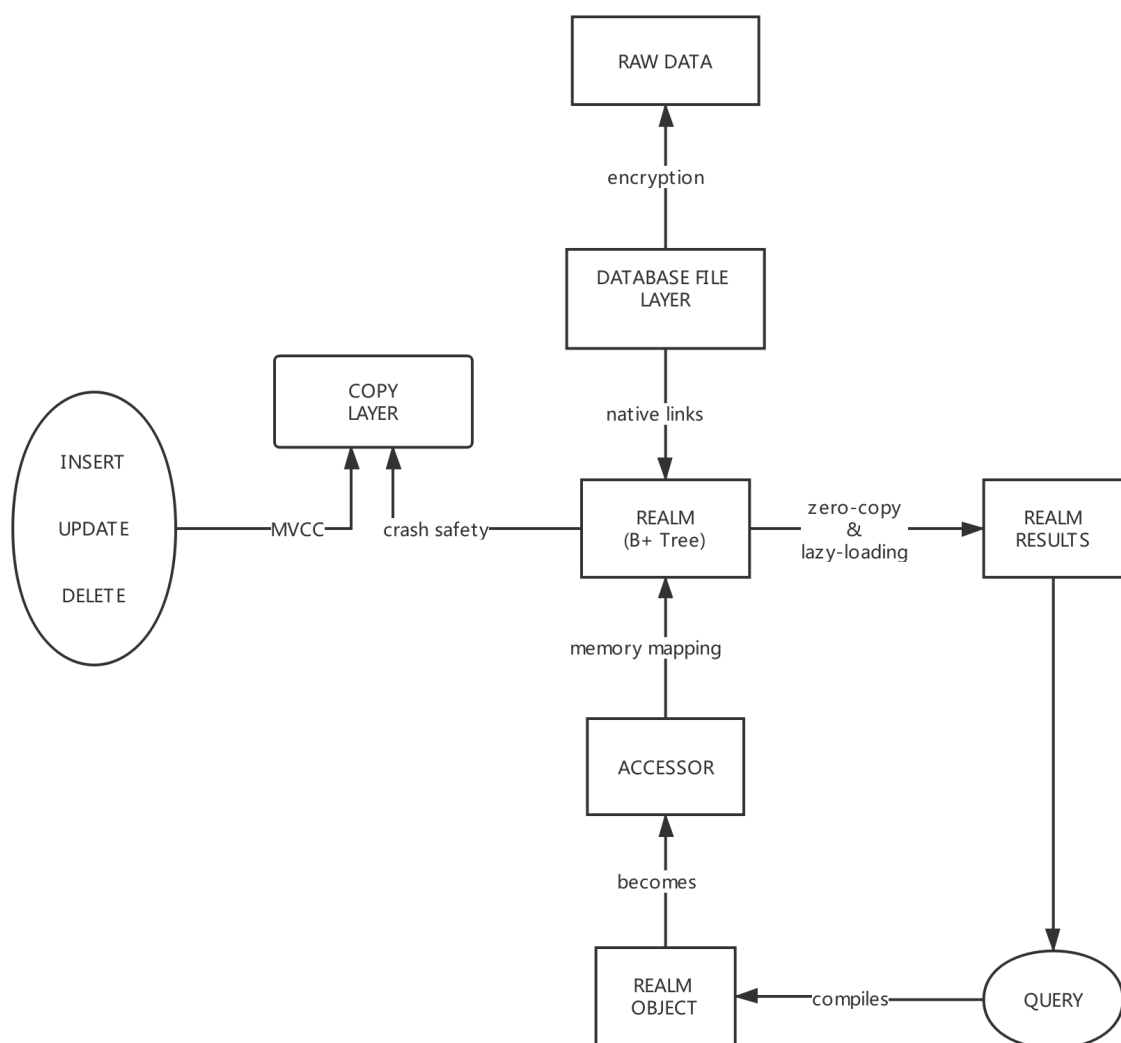 RAW DATA
encryption
DATABASE FILE
LAYER
COPY
LAYER
native links
INSERT
UPDATE
DELETE
MVCC
crash safety
REALM
(B+ Tree)
zero-copy
&
lazy-loading
REALM
RESULTS
memory mapping
ACCESSOR
becomes
REALM
OBJECT
compiles
QUERY